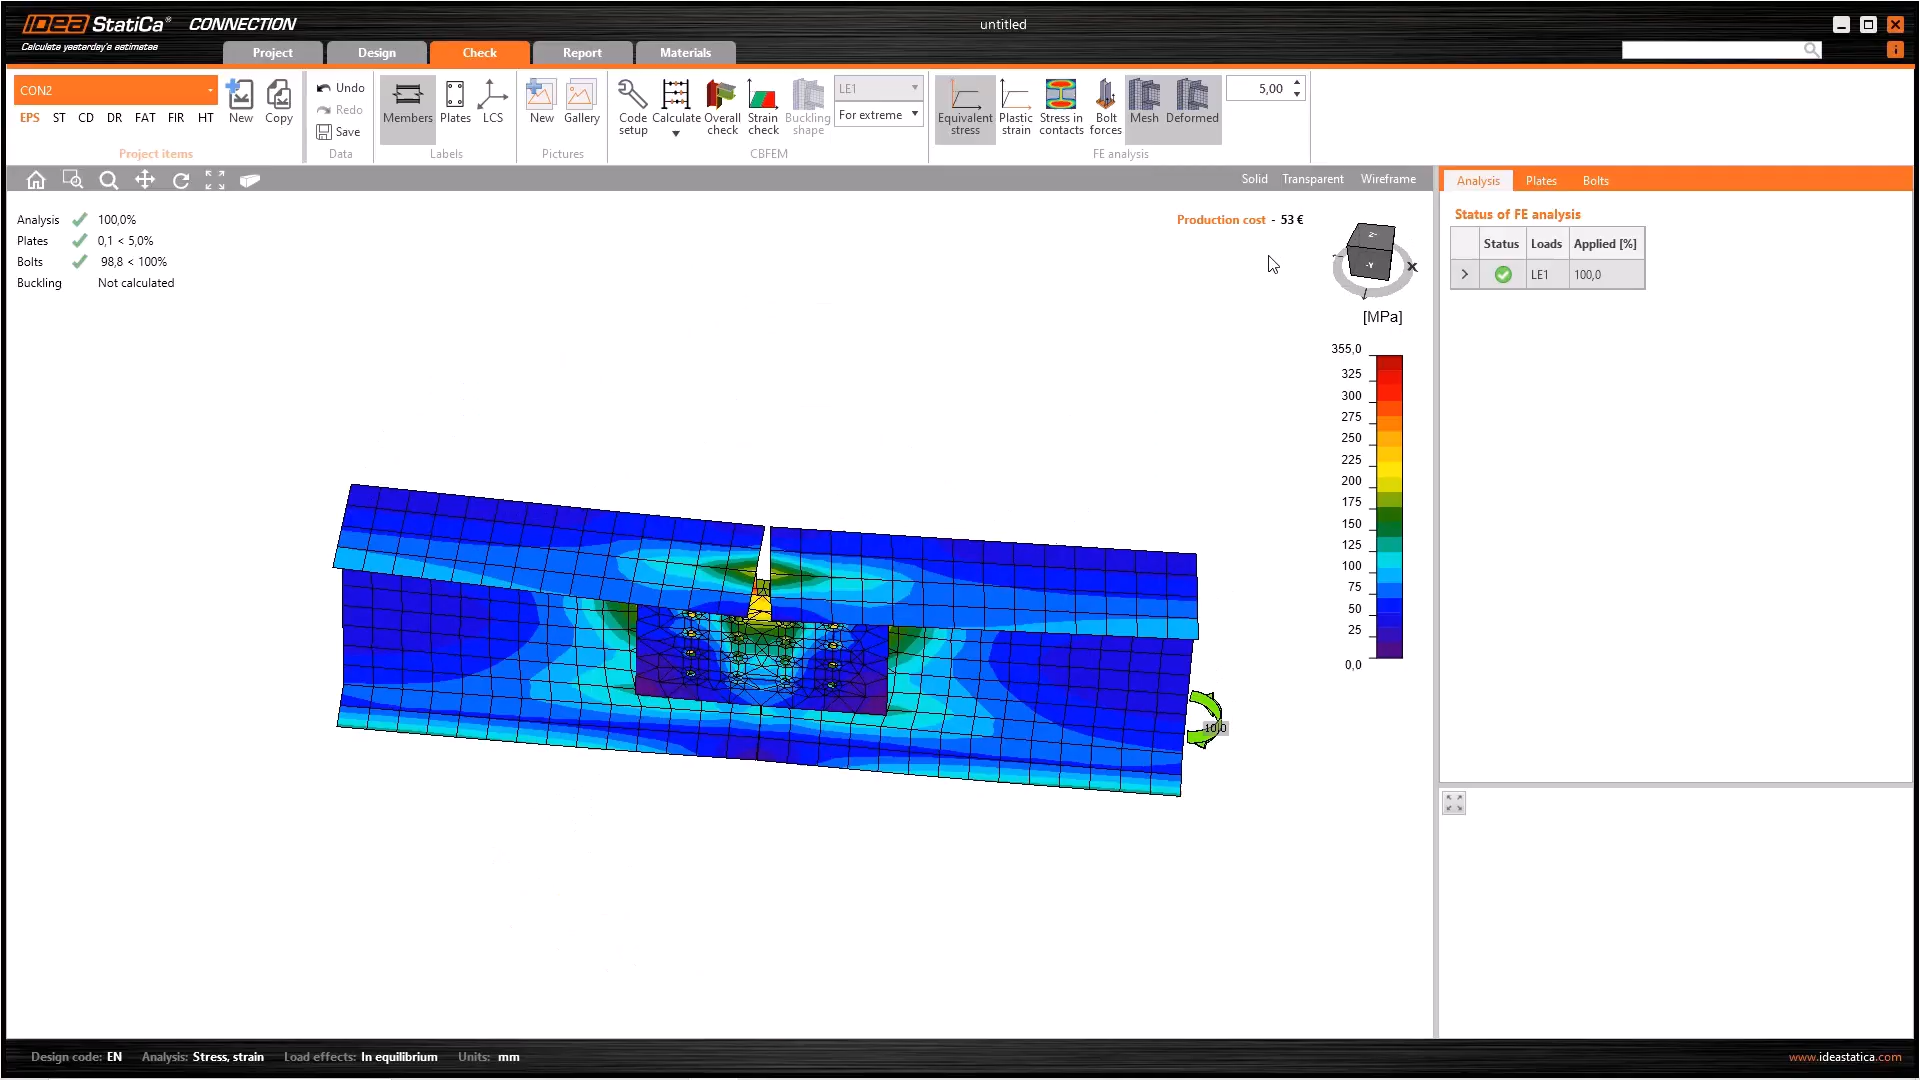 IDEA StatiCa® CONNECTION
Calculate yesterday's estimates
untitled
Project Design Check Report Materials
CON2
EPS ST CD DR FAT FIR HT
New Copy
Project items
Undo
Redo
Save
Data
Members Plates LCS
Labels
New Gallery
Pictures
Code setup Calculate Overall check Strain check Buckling shape
LE1
For extreme
CBFEM
Equivalent stress Plastic strain Stress in contacts Bolt forces Mesh Deformed
5,00
FE analysis
Solid Transparent Wireframe
Analysis 100,0%
Plates 0,1 < 5,0%
Bolts 98,8 < 100%
Buckling Not calculated
Production cost - 53 €
Z-
-Y
X
[MPa]
355,0
325
300
275
250
225
200
175
150
125
100
75
50
25
0,0
10,0
Analysis Plates Bolts
Status of FE analysis
Status Loads Applied [%]
> LE1 100,0
Design code: EN Analysis: Stress, strain Load effects: In equilibrium Units: mm
www.ideastatica.com